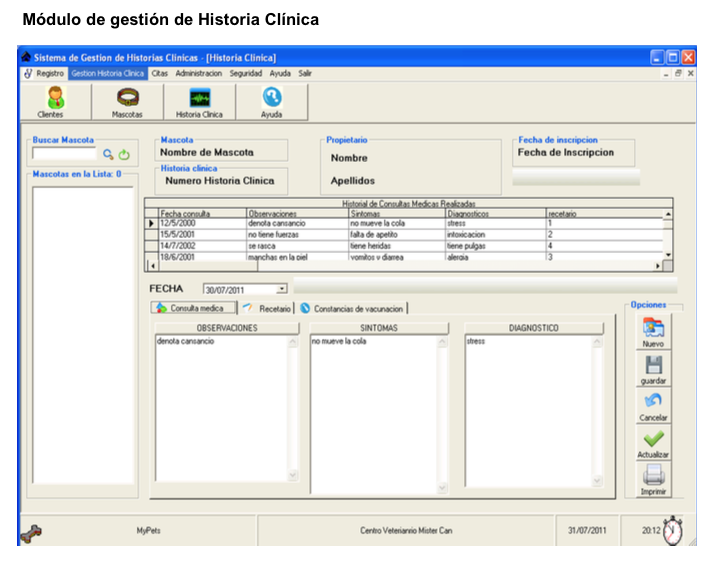 Módulo de gestión de Historia Clínica
Sistema de Gestion de Historias Clinicas - [Historia Clinica]
Registro Gestion Historia Clinica Citas Administracion Seguridad Ayuda Salir
Clientes Mascotas Historia Clinica Ayuda
Buscar Mascota
Mascotas en la Lista: 0
Mascota
Nombre de Mascota
Historia clinica
Numero Historia Clinica
Propietario
Nombre
Apellidos
Fecha de inscripcion
Fecha de Inscripcion
Historial de Consultas Medicas Realizadas
Fecha consulta Observaciones Sintomas Diagnosticos recetario
12/5/2000 denota cansancio no mueve la cola stress 1
15/5/2001 no tiene fuerzas falta de apetito intoxicacion 2
14/7/2002 se rasca tiene heridas tiene pulgas 4
18/6/2001 manchas en la piel vomitos y diarrea alergia 3
FECHA 30/07/2011
Consulta medica Recetario Constancias de vacunacion
OBSERVACIONES SINTOMAS DIAGNOSTICO
denota cansancio no mueve la cola stress
Opciones
Nuevo
guardar
Cancelar
Actualizar
Imprimir
MyPets Centro Veterianrio Mister Can 31/07/2011 20:12